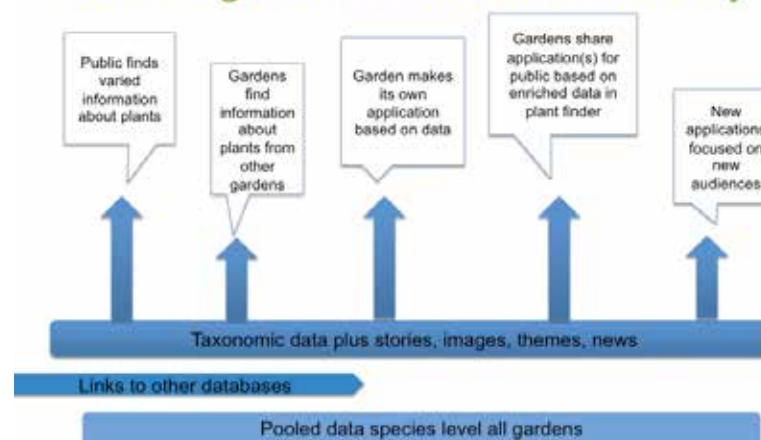 Public finds
varied
information
about plants
Gardens
find
information
about
plants from
other
gardens
Garden makes
its own
application
based on data
Gardens share
application(s) for
public based on
enriched data in
plant finder
New
applications
focused on
new
audiences
Taxonomic data plus stories, images, themes, news
Links to other databases
Pooled data species level all gardens